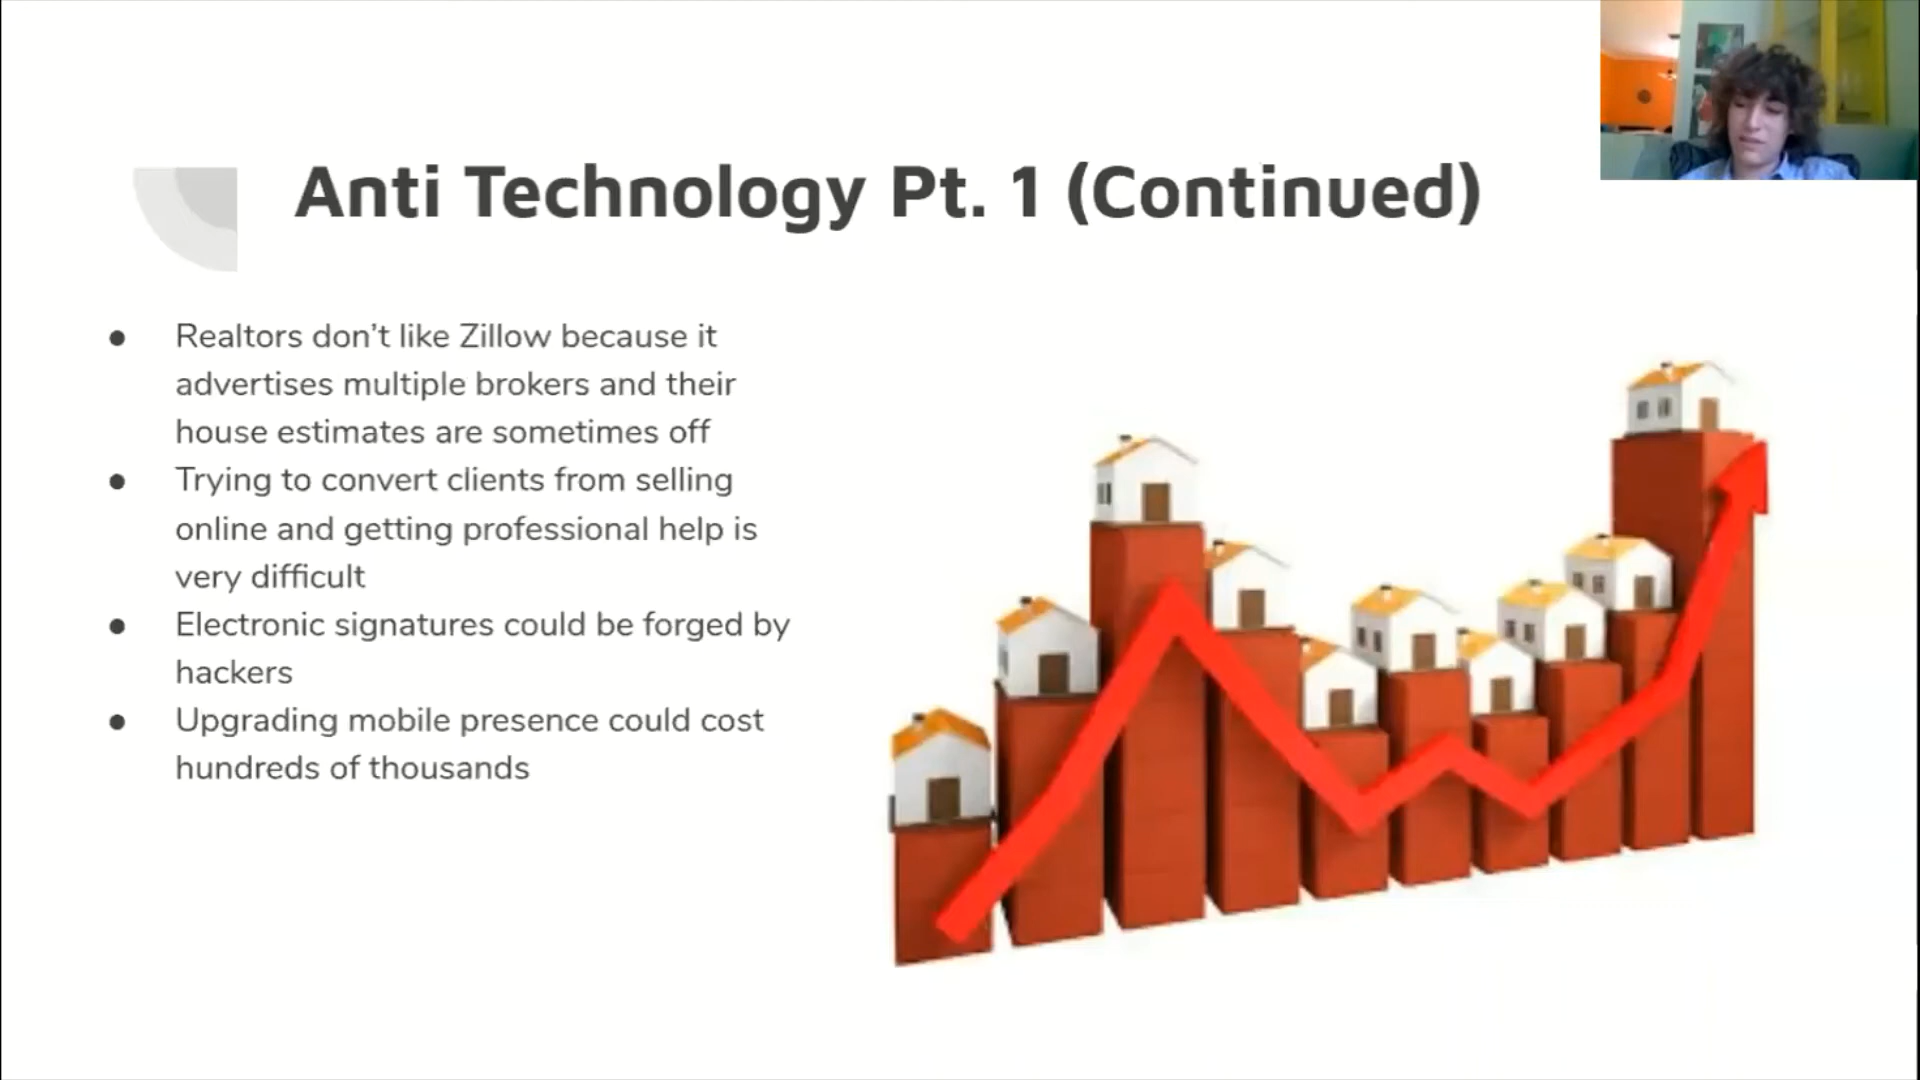 Anti Technology Pt. 1 (Continued)
● Realtors don’t like Zillow because it
advertises multiple brokers and their
house estimates are sometimes off
● Trying to convert clients from selling
online and getting professional help is
very difficult
● Electronic signatures could be forged by
hackers
● Upgrading mobile presence could cost
hundreds of thousands